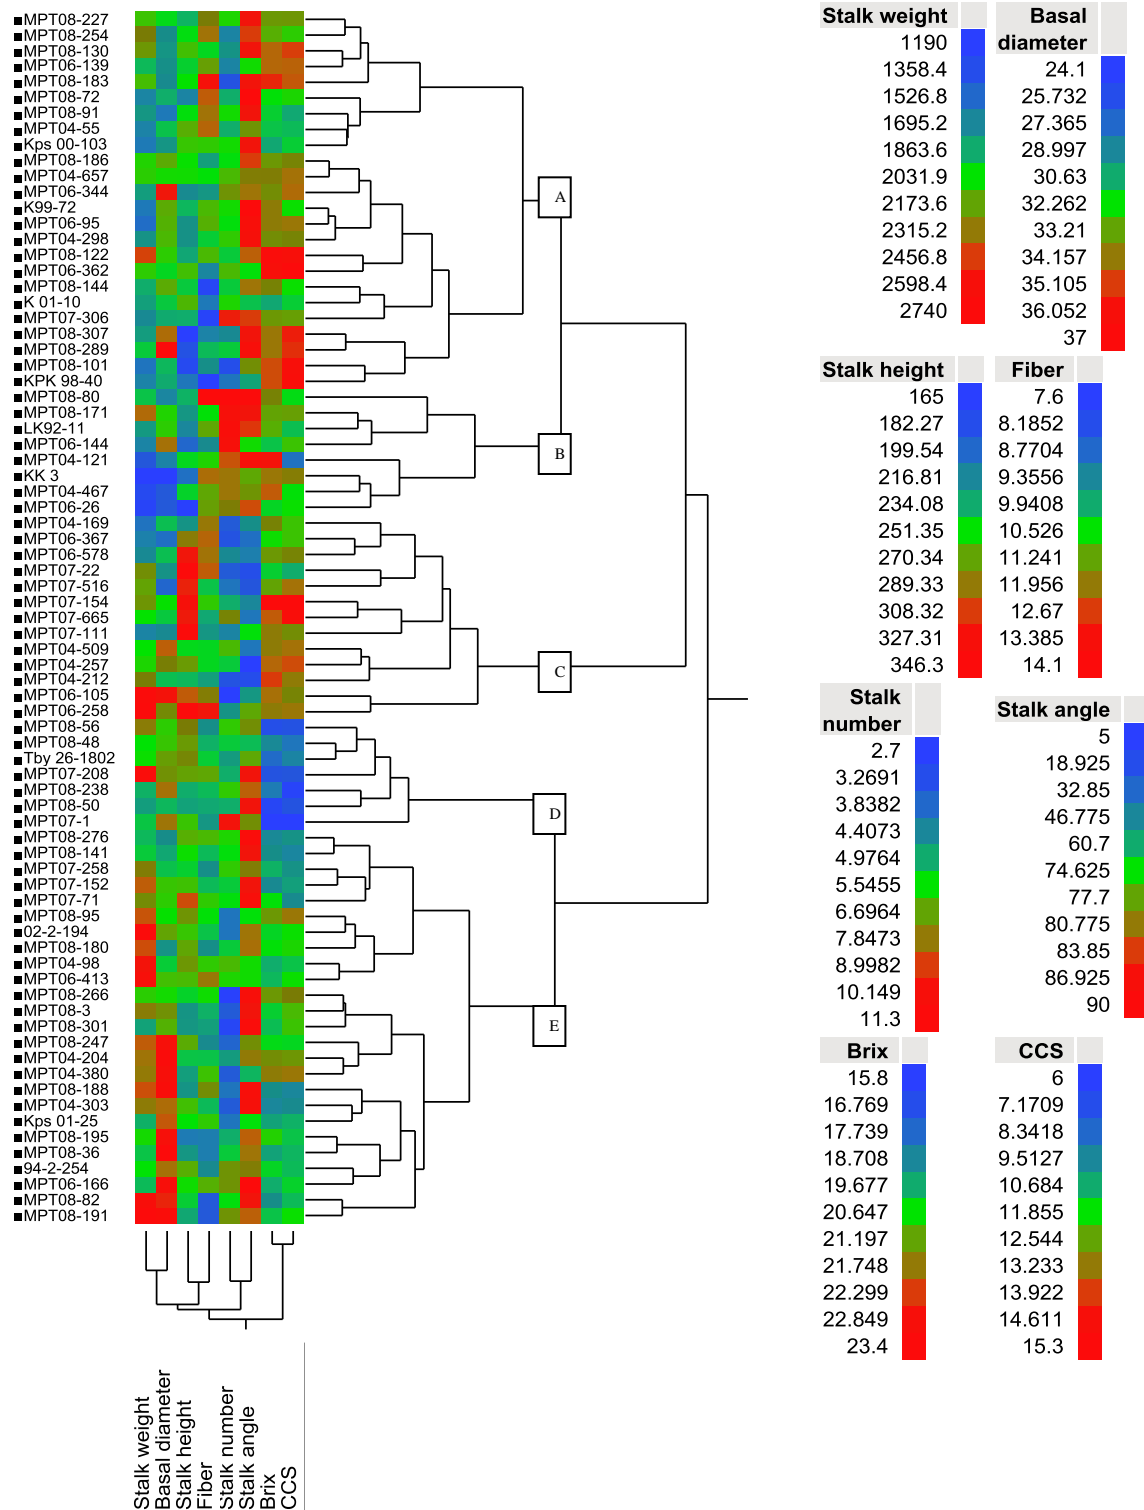 MPT08-227
MPT08-254
MPT08-130
MPT06-139
MPT08-183
MPT08-72
MPT08-91
MPT04-55
Kps 00-103
MPT08-186
MPT04-657
MPT06-344
K99-72
MPT06-95
MPT04-298
MPT08-122
MPT06-362
MPT08-144
K 01-10
MPT07-306
MPT08-307
MPT08-289
MPT08-101
KPK 98-40
MPT08-80
MPT08-171
LK92-11
MPT06-144
MPT04-121
KK 3
MPT04-467
MPT06-26
MPT04-169
MPT06-367
MPT06-578
MPT07-22
MPT07-516
MPT07-154
MPT07-665
MPT07-111
MPT04-509
MPT04-257
MPT04-212
MPT06-105
MPT06-258
MPT08-56
MPT08-48
Tby 26-1802
MPT07-208
MPT08-238
MPT08-50
MPT07-1
MPT08-276
MPT08-141
MPT07-258
MPT07-152
MPT07-71
MPT08-95
02-2-194
MPT08-180
MPT04-98
MPT06-413
MPT08-266
MPT08-3
MPT08-301
MPT08-247
MPT04-204
MPT04-380
MPT08-188
MPT04-303
Kps 01-25
MPT08-195
MPT08-36
94-2-254
MPT06-166
MPT08-82
MPT08-191
A
B
C
D
E
Stalk weight
Basal diameter
Stalk height
Fiber
Stalk number
Stalk angle
Brix
CCS
Stalk weight
1190
1358.4
1526.8
1695.2
1863.6
2031.9
2173.6
2315.2
2456.8
2598.4
2740
Basal
diameter
24.1
25.732
27.365
28.997
30.63
32.262
33.21
34.157
35.105
36.052
37
Stalk height
165
182.27
199.54
216.81
234.08
251.35
270.34
289.33
308.32
327.31
346.3
Fiber
7.6
8.1852
8.7704
9.3556
9.9408
10.526
11.241
11.956
12.67
13.385
14.1
Stalk
number
2.7
3.2691
3.8382
4.4073
4.9764
5.5455
6.6964
7.8473
8.9982
10.149
11.3
Stalk angle
5
18.925
32.85
46.775
60.7
74.625
77.7
80.775
83.85
86.925
90
Brix
15.8
16.769
17.739
18.708
19.677
20.647
21.197
21.748
22.299
22.849
23.4
CCS
6
7.1709
8.3418
9.5127
10.684
11.855
12.544
13.233
13.922
14.611
15.3